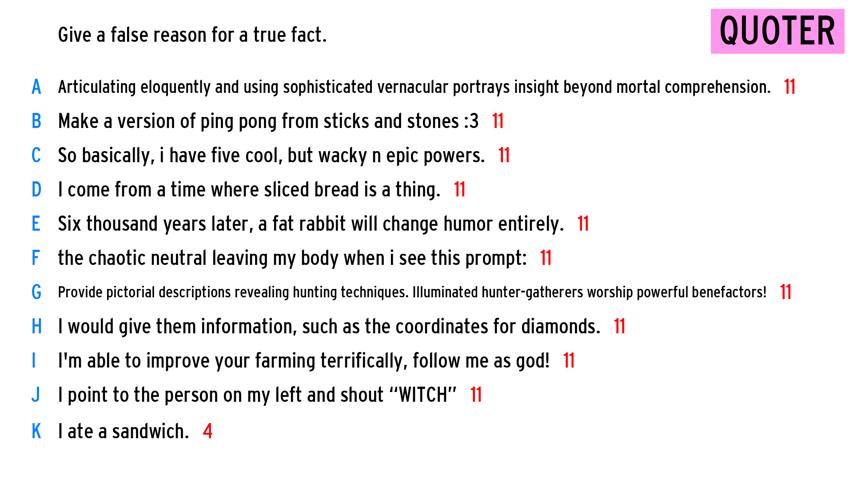 Give a false reason for a true fact.
QUOTER
A Articulating eloquently and using sophisticated vernacular portrays insight beyond mortal comprehension. 11
B Make a version of ping pong from sticks and stones :3 11
C So basically, i have five cool, but wacky n epic powers. 11
D I come from a time where sliced bread is a thing. 11
E Six thousand years later, a fat rabbit will change humor entirely. 11
F the chaotic neutral leaving my body when i see this prompt: 11
G Provide pictorial descriptions revealing hunting techniques. Illuminated hunter-gatherers worship powerful benefactors! 11
H I would give them information, such as the coordinates for diamonds. 11
I I'm able to improve your farming terrifically, follow me as god! 11
J I point to the person on my left and shout “WITCH” 11
K I ate a sandwich. 4